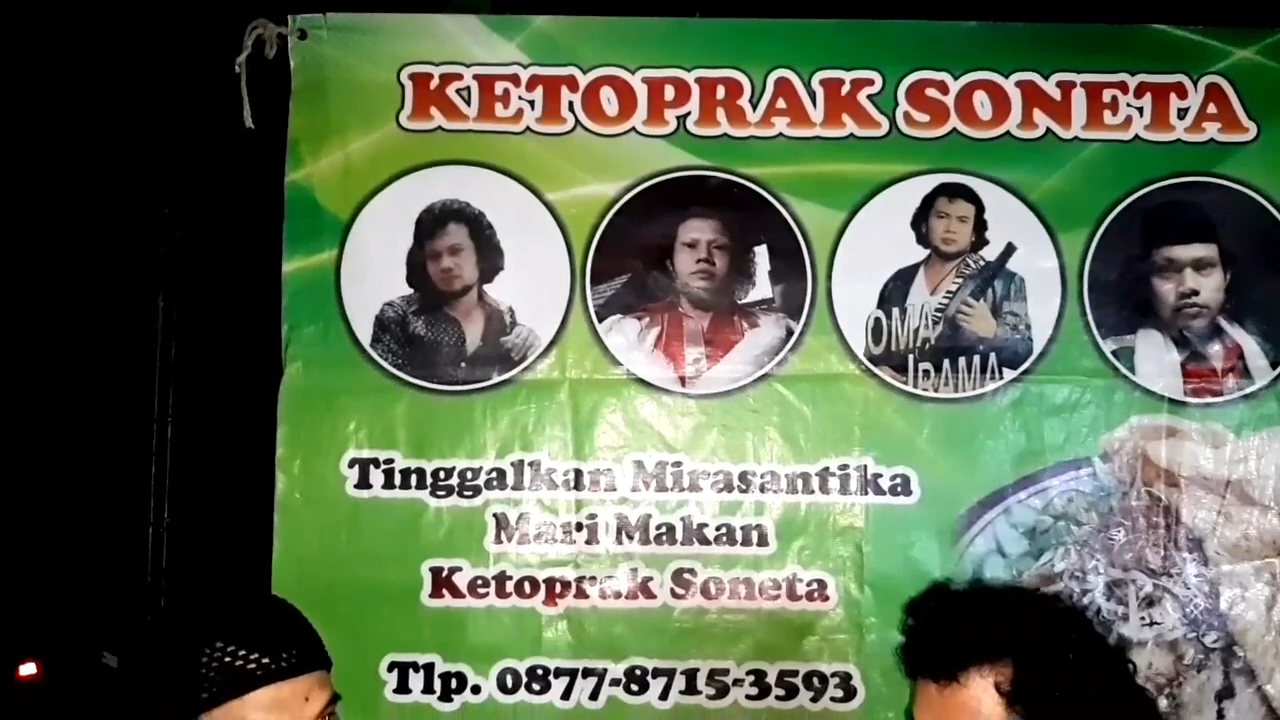 KETOPRAK SONETA
OMA
IRAMA
Tinggalkan Mirasantika
Mari Makan
Ketoprak Soneta
Tlp. 0877-8715-3593